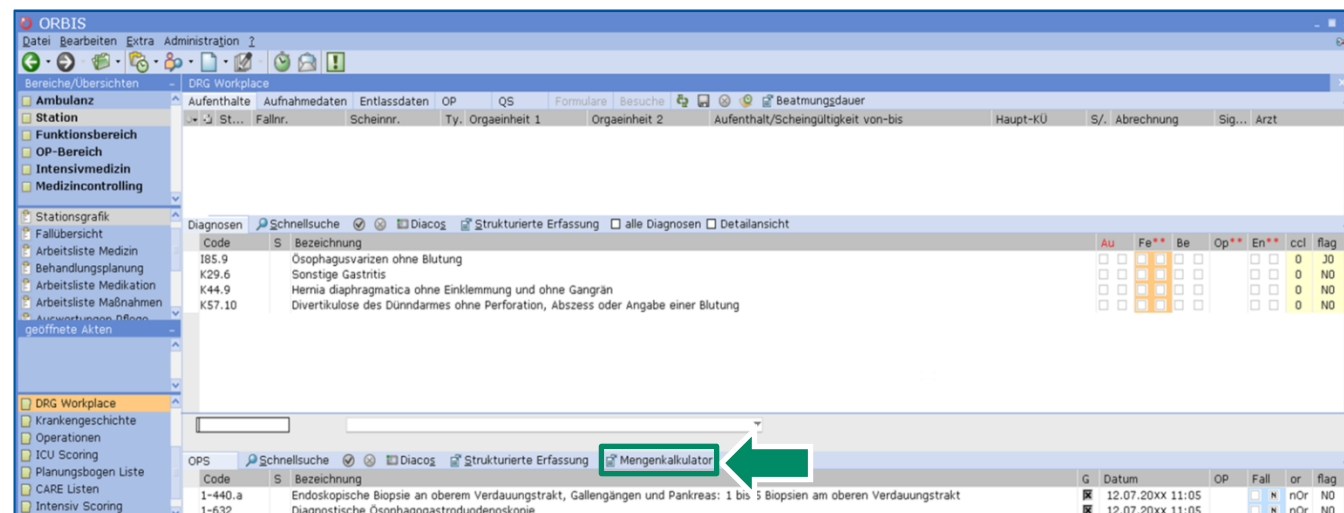 ORBIS
Datei Bearbeiten Extra Administration ?
Bereiche/Übersichten
DRG Workplace
Ambulanz
Station
Funktionsbereich
OP-Bereich
Intensivmedizin
Medizincontrolling
Aufenthalte Aufnahmedaten Entlassdaten OP QS Formulare Besuche Beatmungsdauer
St... Fallnr. Scheinnr. Ty. Orgaeinheit 1 Orgaeinheit 2 Aufenthalt/Scheingültigkeit von-bis Haupt-KÜ S/. Abrechnung Sig... Arzt
Stationsgrafik
Fallübersicht
Arbeitsliste Medizin
Behandlungsplanung
Arbeitsliste Medikation
Arbeitsliste Maßnahmen
Auswertungen Pflege
geöffnete Akten
Diagnosen Schnellsuche Diacos Strukturierte Erfassung alle Diagnosen Detailansicht
Code S Bezeichnung Au Fe** Be Op** En** ccl flag
I85.9 Ösophagusvarizen ohne Blutung 0 J0
K29.6 Sonstige Gastritis 0 N0
K44.9 Hernia diaphragmatica ohne Einklemmung und ohne Gangrän 0 N0
K57.10 Divertikulose des Dünndarmes ohne Perforation, Abszess oder Angabe einer Blutung 0 N0
DRG Workplace
Krankengeschichte
Operationen
ICU Scoring
Planungsbogen Liste
CARE Listen
Intensiv Scoring
OPS Schnellsuche Diacos Strukturierte Erfassung Mengenkalkulator
Code S Bezeichnung G Datum OP Fall or flag
1-440.a Endoskopische Biopsie an oberem Verdauungstrakt, Gallengängen und Pankreas: 1 bis 5 Biopsien am oberen Verdauungstrakt 12.07.20XX 11:05 N nOr N0
1-632 Diagnostische Ösophagogastroduodenoskopie 12.07.20XX 11:05 N nOr N0